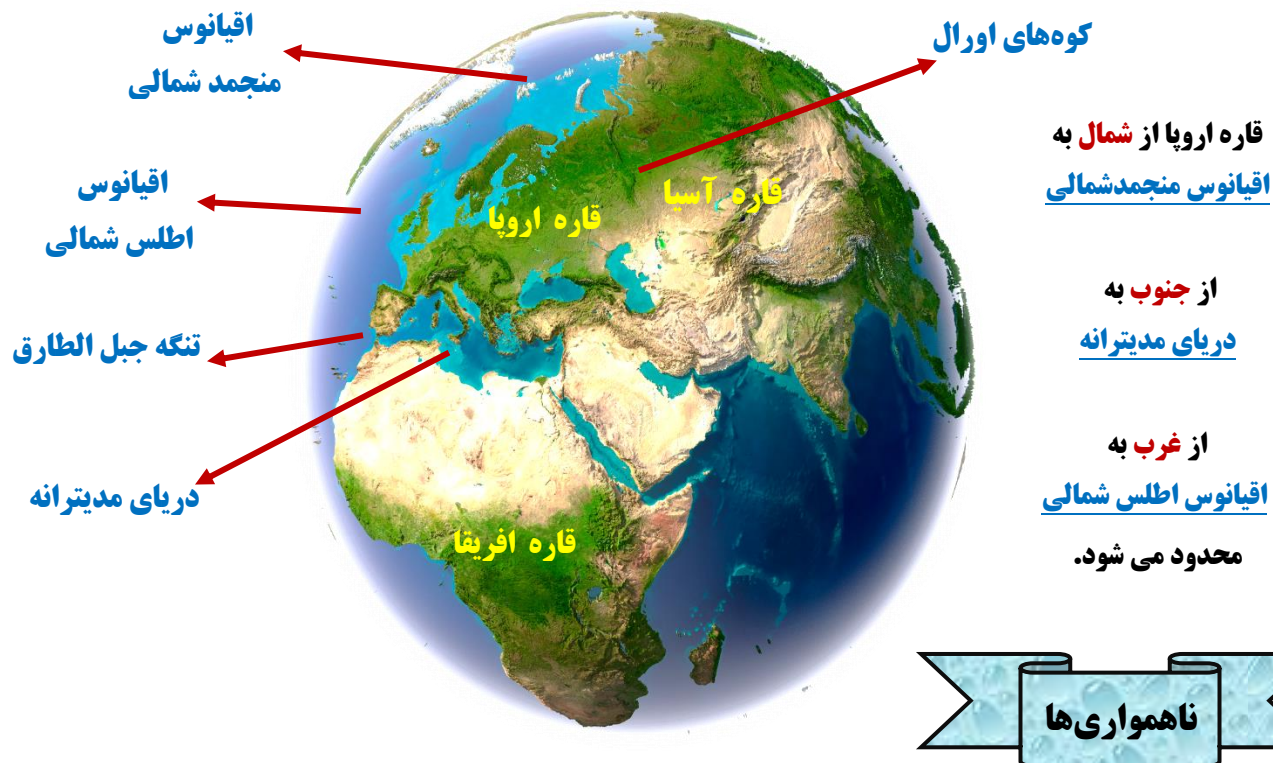 اقیانوس
منجمد شمالی
کوه‌های اورال
قاره اروپا از شمال به
اقیانوس منجمدشمالی
اقیانوس
اطلس شمالی
قاره آسیا
قاره اروپا
از جنوب به
دریای مدیترانه
تنگه جبل الطارق
از غرب به
اقیانوس اطلس شمالی
محدود می شود.
دریای مدیترانه
قاره افریقا
ناهمواری‌ها